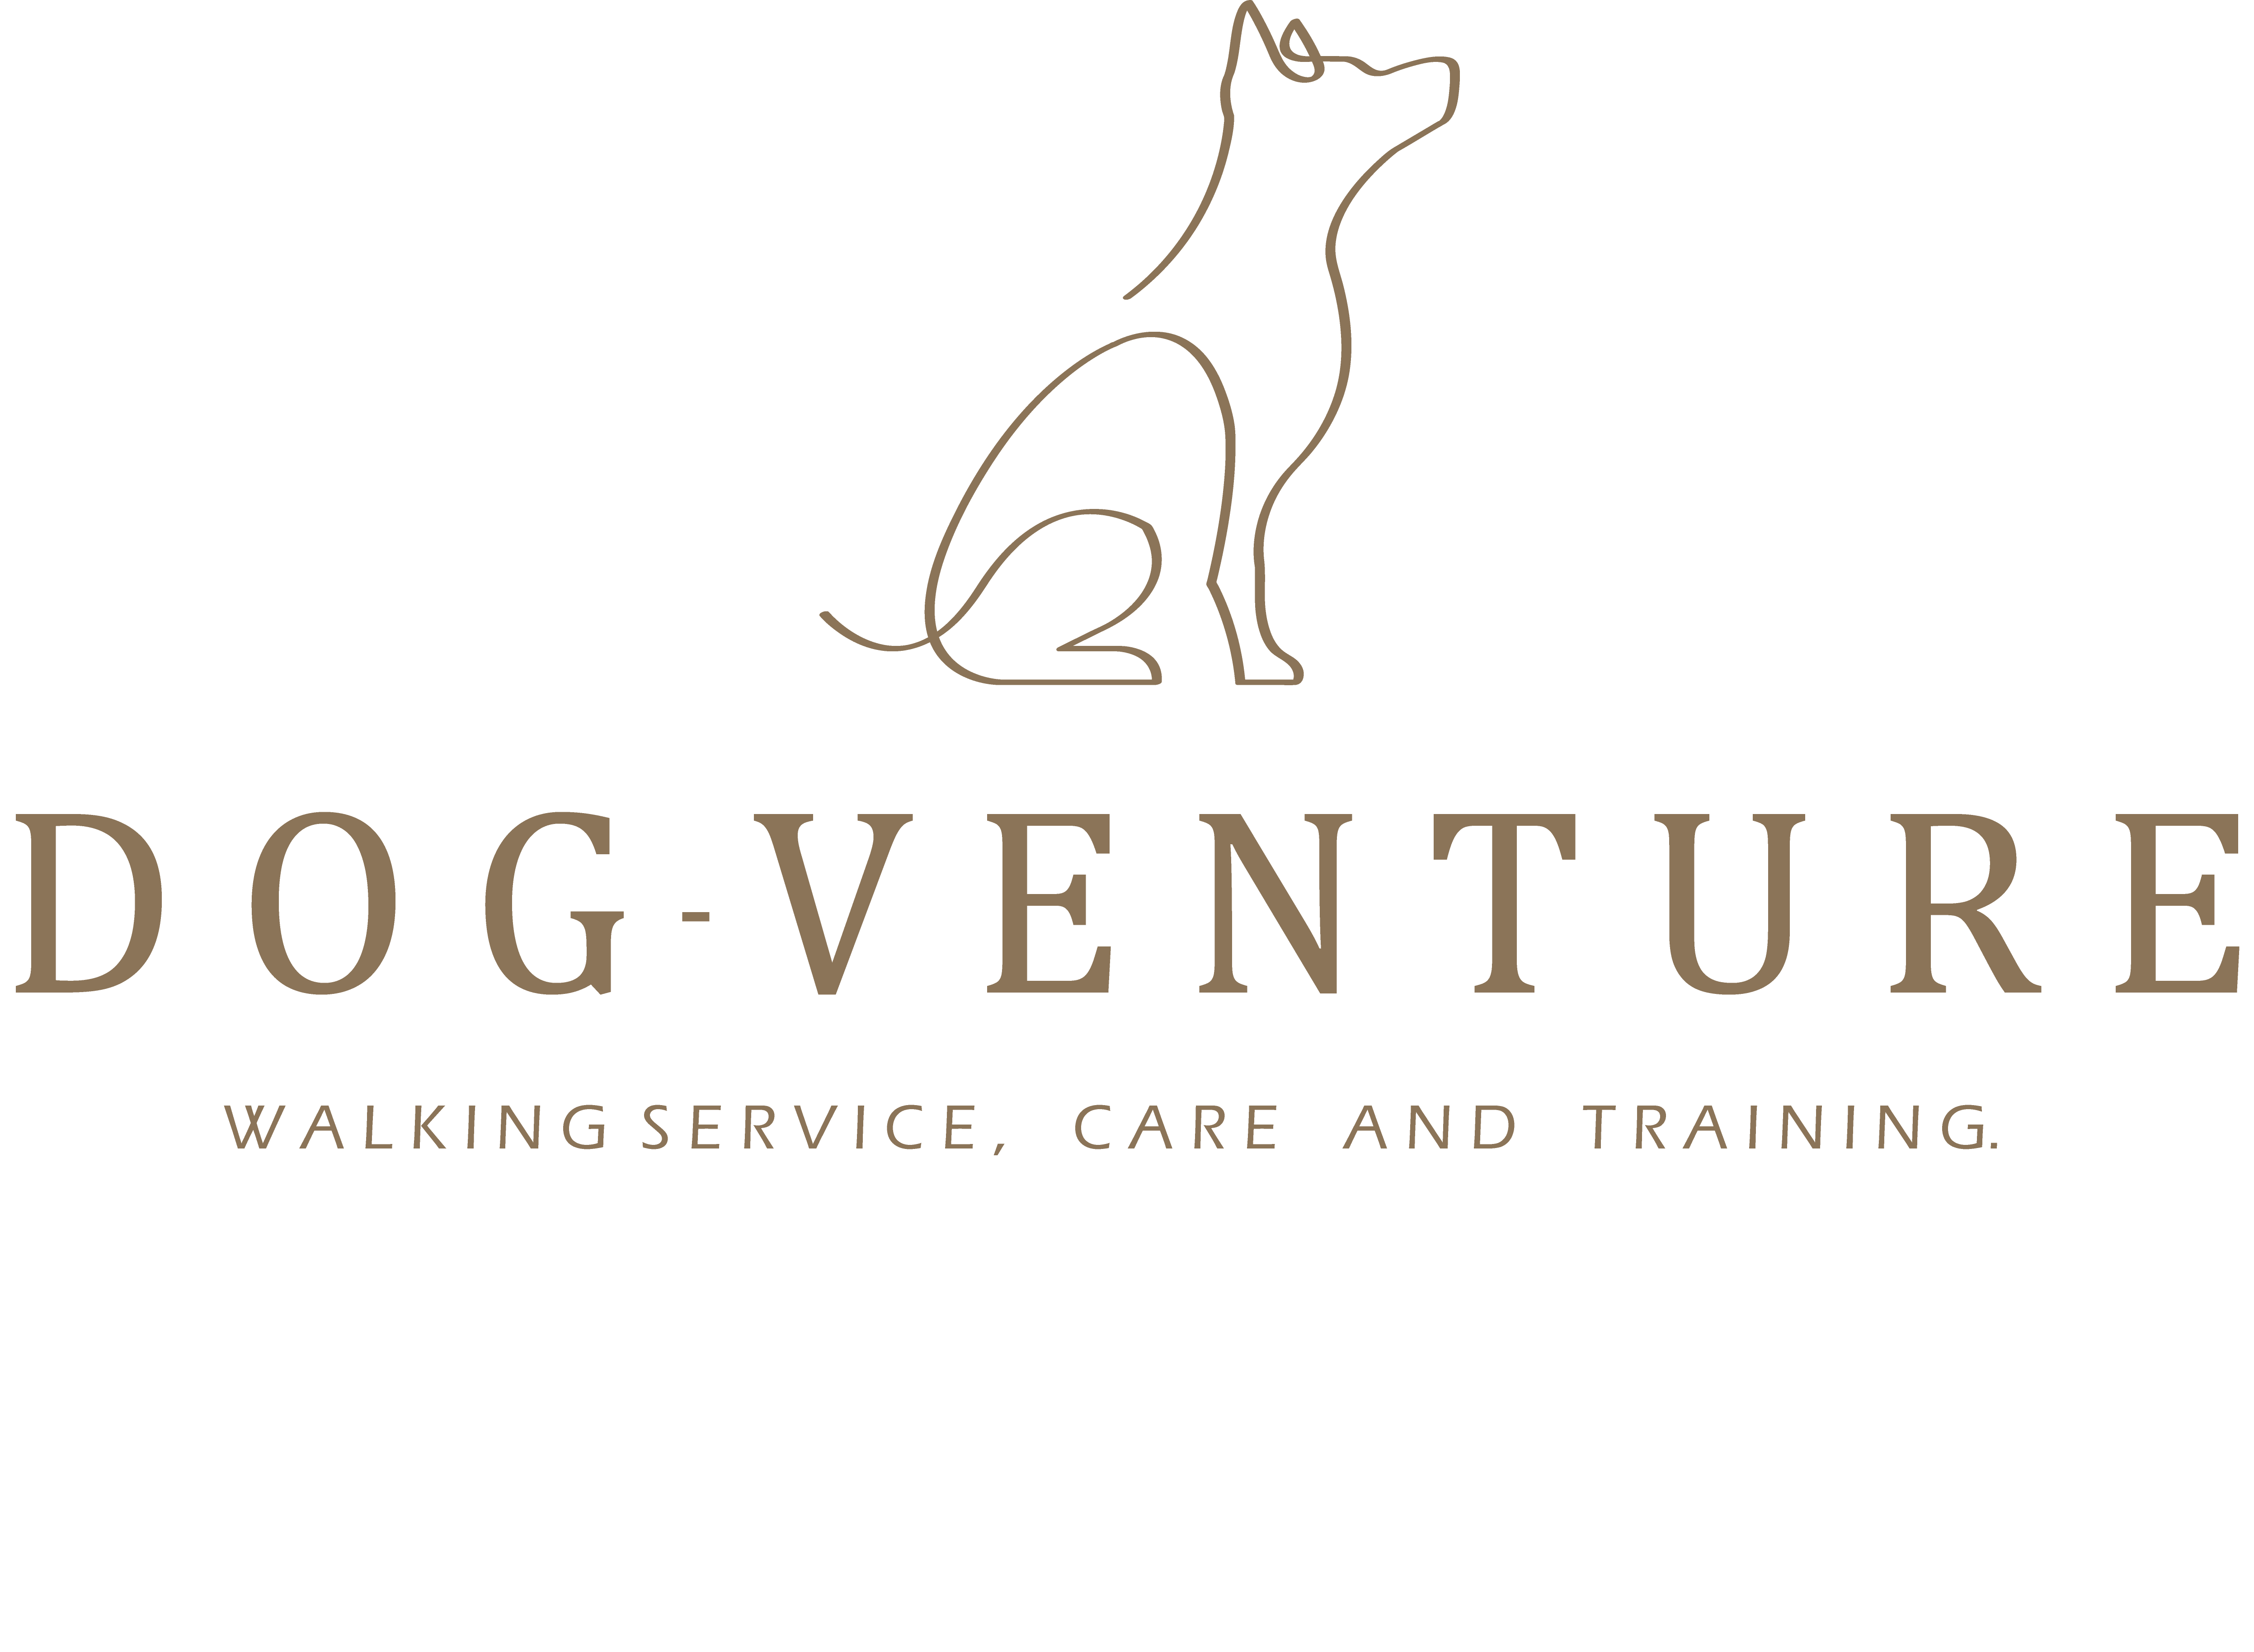 DOG-VENTURE
WALKING SERVICE, CARE AND TRAINING.